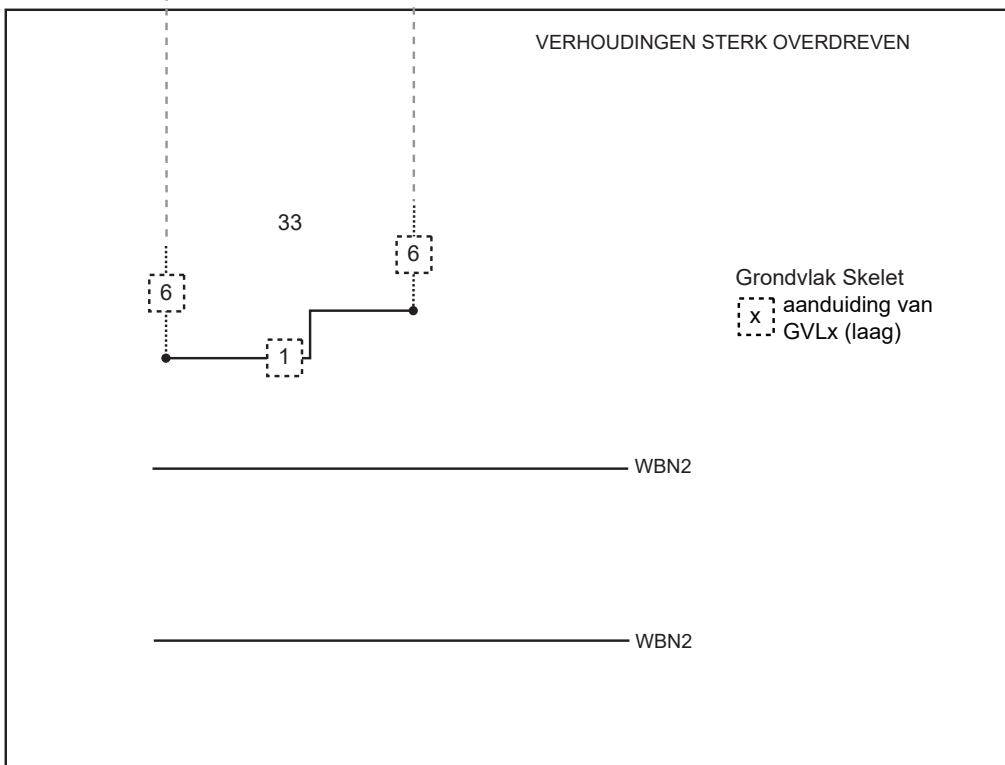 VERHOUDINGEN STERK OVERDREVEN
33
6
6
Grondvlak Skelet
x aanduiding van
GVLx (laag)
1
WBN2
WBN2